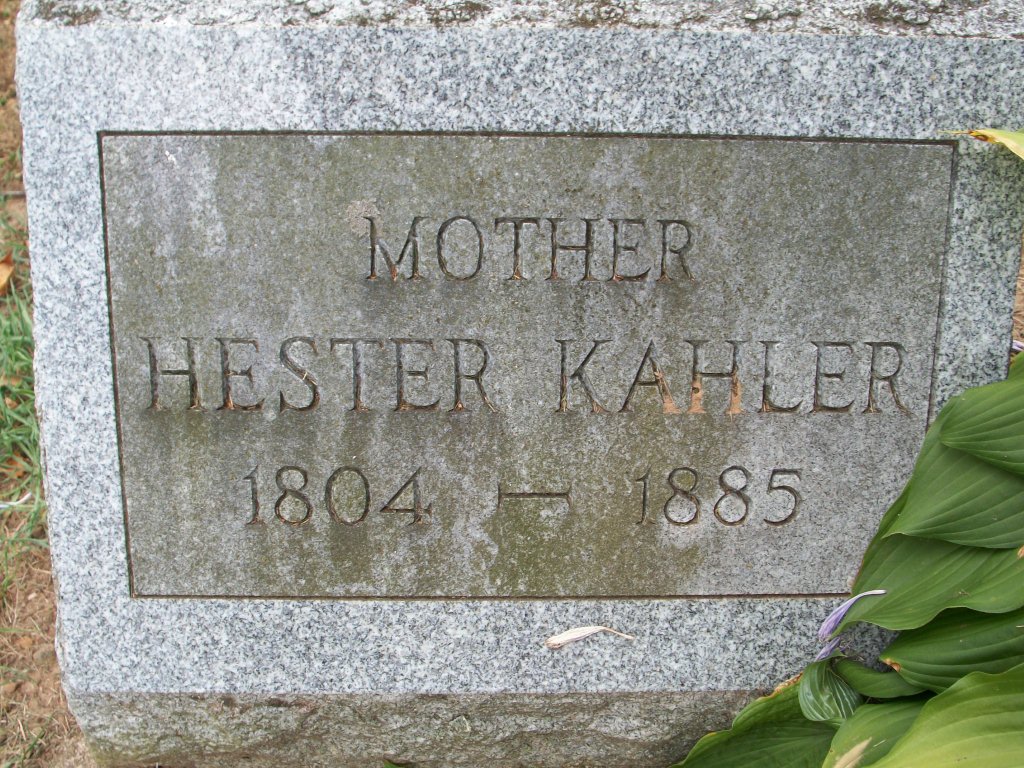 MOTHER
HESTER KAHLER
1804 — 1885